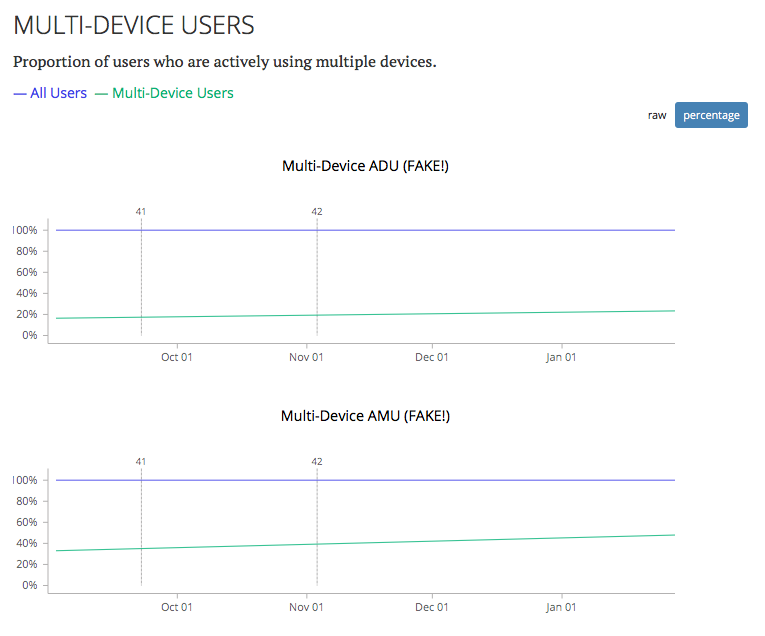 MULTI-DEVICE USERS
Proportion of users who are actively using multiple devices.
— All Users — Multi-Device Users
raw percentage
Multi-Device ADU (FAKE!)
41 42
100%
80%
60%
40%
20%
0%
Oct 01 Nov 01 Dec 01 Jan 01
Multi-Device AMU (FAKE!)
41 42
100%
80%
60%
40%
20%
0%
Oct 01 Nov 01 Dec 01 Jan 01